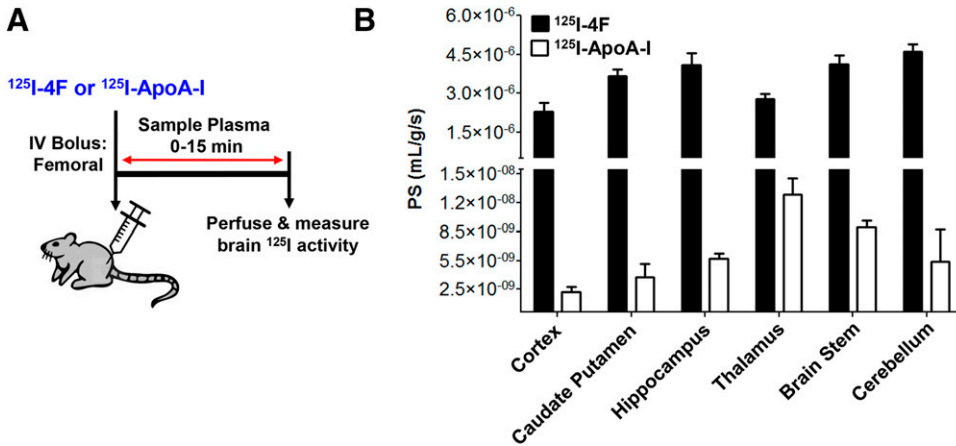 A
¹²⁵I-4F or ¹²⁵I-ApoA-I
IV Bolus:
Femoral
Sample Plasma
0-15 min
Perfuse & measure
brain ¹²⁵I activity
B
¹²⁵I-4F
¹²⁵I-ApoA-I
PS (mL/g/s)
6.0×10⁻⁶
4.5×10⁻⁶
3.0×10⁻⁶
1.5×10⁻⁶
1.5×10⁻⁰⁸
1.2×10⁻⁰⁸
8.5×10⁻⁰⁹
5.5×10⁻⁰⁹
2.5×10⁻⁰⁹
Cortex
Caudate Putamen
Hippocampus
Thalamus
Brain Stem
Cerebellum